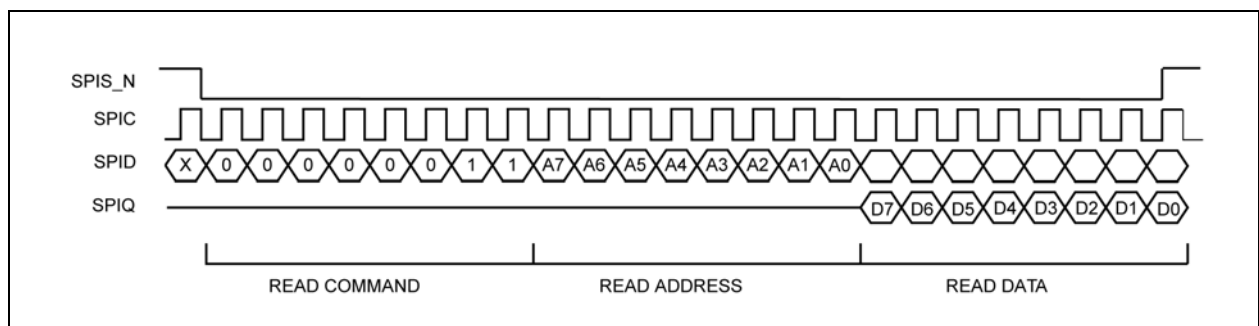 SPIS_N
SPIC
SPID X 0 0 0 0 0 0 1 1 A7 A6 A5 A4 A3 A2 A1 A0
SPIQ D7 D6 D5 D4 D3 D2 D1 D0
READ COMMAND READ ADDRESS READ DATA